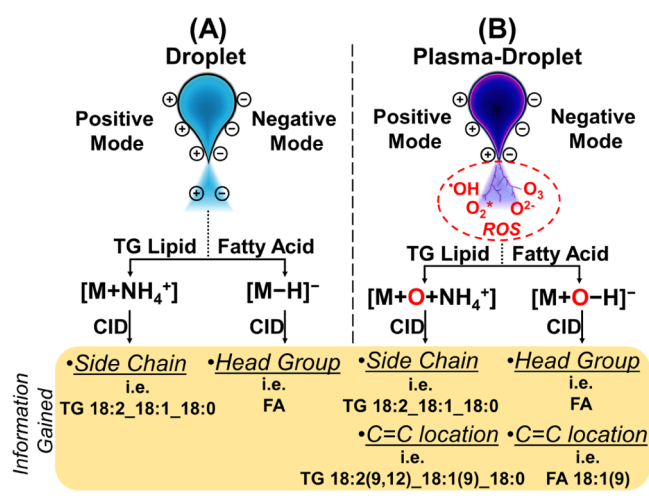 (A)
Droplet
Positive Mode
Negative Mode
+ −
+ −
+ −
+ −
TG Lipid Fatty Acid
[M+NH₄⁺] [M−H]⁻
CID CID
•Side Chain
i.e.
TG 18:2_18:1_18:0
•Head Group
i.e.
FA
(B)
Plasma-Droplet
Positive Mode
Negative Mode
+ −
+ −
+ −
•OH O₃
O₂* O²⁻
ROS
TG Lipid Fatty Acid
[M+O+NH₄⁺] [M+O−H]⁻
CID CID
•Side Chain
i.e.
TG 18:2_18:1_18:0
•Head Group
i.e.
FA
•C=C location
i.e.
TG 18:2(9,12)_18:1(9)_18:0
•C=C location
i.e.
FA 18:1(9)
Information
Gained